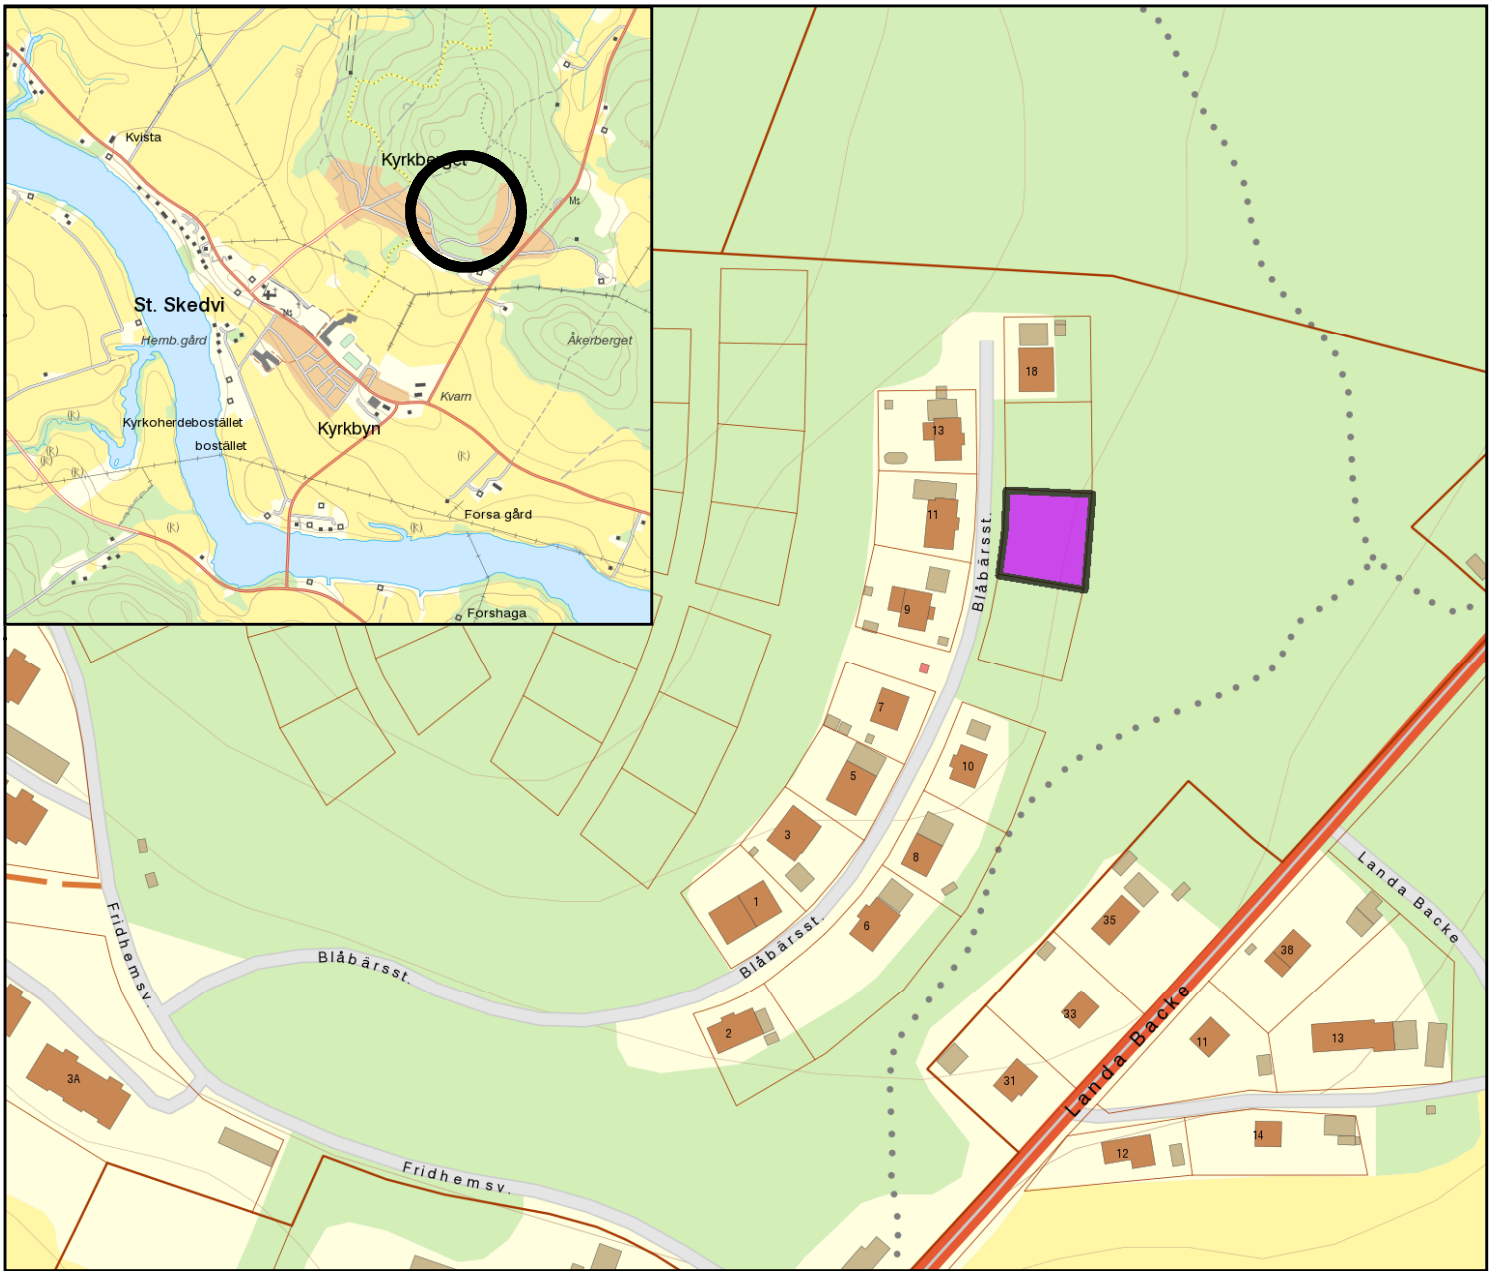 Kvista
Kyrkberget
Ms
St. Skedvi
Ms
Hemb.gård
Åkerberget
Kvarn
(R)
Kyrkoherdebostället
Kyrkbyn
bostället
(R)
(R)
(R)
(R)
Forsa gård
(R)
(R)
Forshaga
100
18
13
11
Blåbärsst.
9
7
10
5
3
8
1
6
Blåbärsst.
Blåbärsst.
2
Fridhemsv.
3A
Fridhemsv.
Landa Backe
35
38
33
11
13
31
Landa Backe
14
12